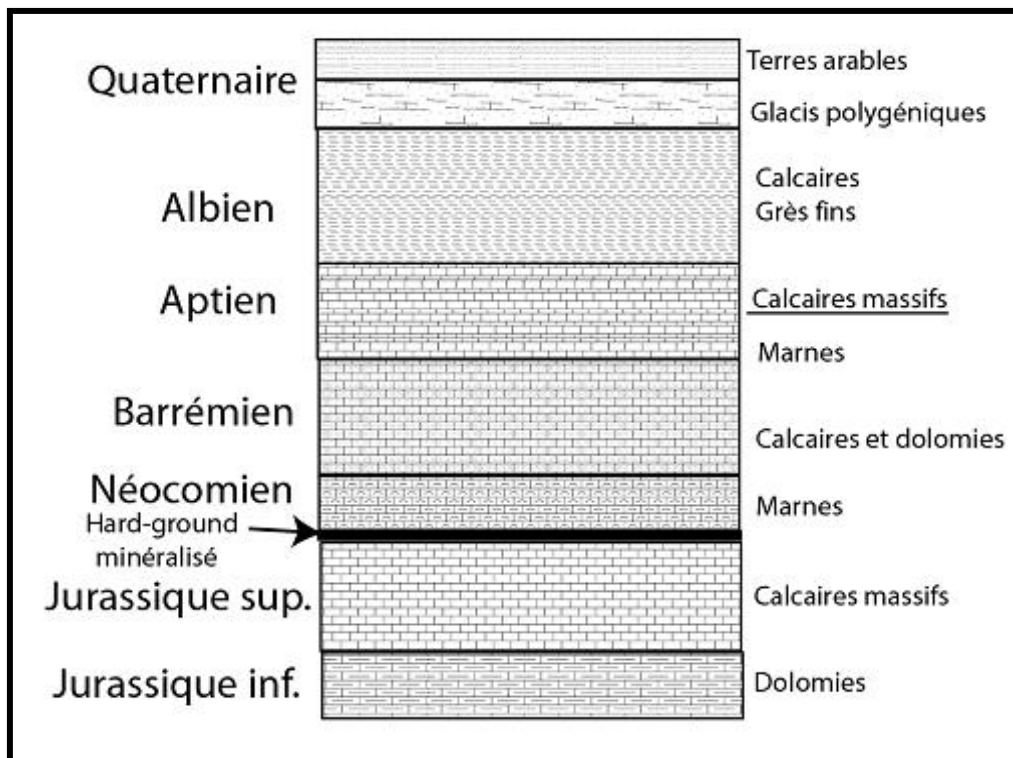 Quaternaire
Terres arables
Glacis polygéniques
Albien
Calcaires
Grès fins
Aptien
Calcaires massifs
Marnes
Barrémien
Calcaires et dolomies
Néocomien
Marnes
Hard-ground
minéralisé
Jurassique sup.
Calcaires massifs
Jurassique inf.
Dolomies